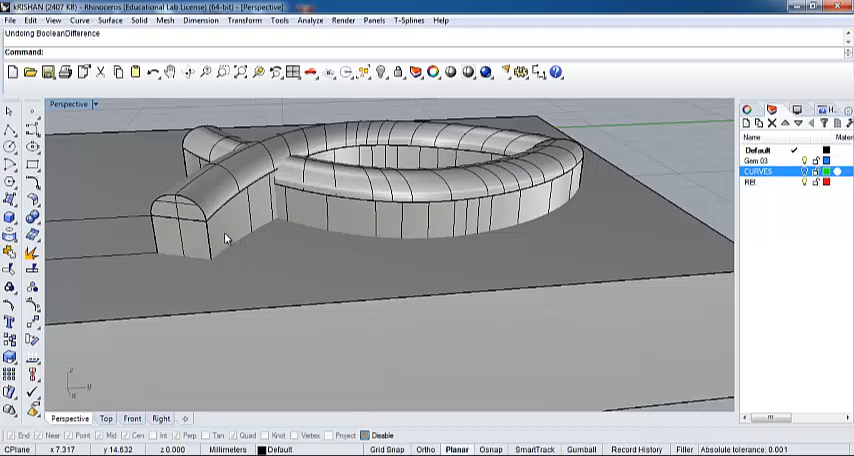 kRISHAN (2407 KB) - Rhinoceros (Educational Lab License) (64-bit) - [Perspective]
File Edit View Curve Surface Solid Mesh Dimension Transform Tools Analyze Render Panels T-Splines Help
Undoing BooleanDifference
Command:
Perspective
H...
Name Mater
Default
Gem 03
CURVES
z
y
x
Perspective Top Front Right
End Near Point Mid Cen Int Perp Tan Quad Knot Vertex Project Disable
CPlane x 7.317 y 14.632 z 0.000 Millimeters Default Grid Snap Ortho Planar Osnap SmartTrack Gumball Record History Filter Absolute tolerance: 0.001